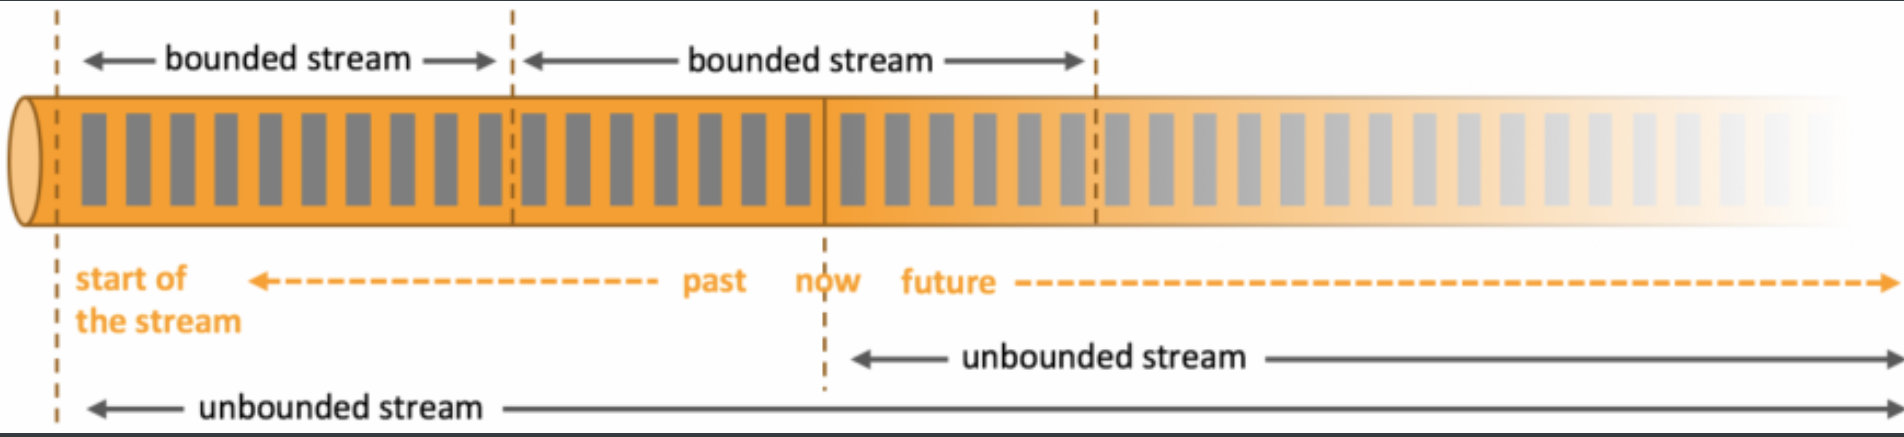 bounded stream
bounded stream
start of
the stream
past
now
future
unbounded stream
unbounded stream